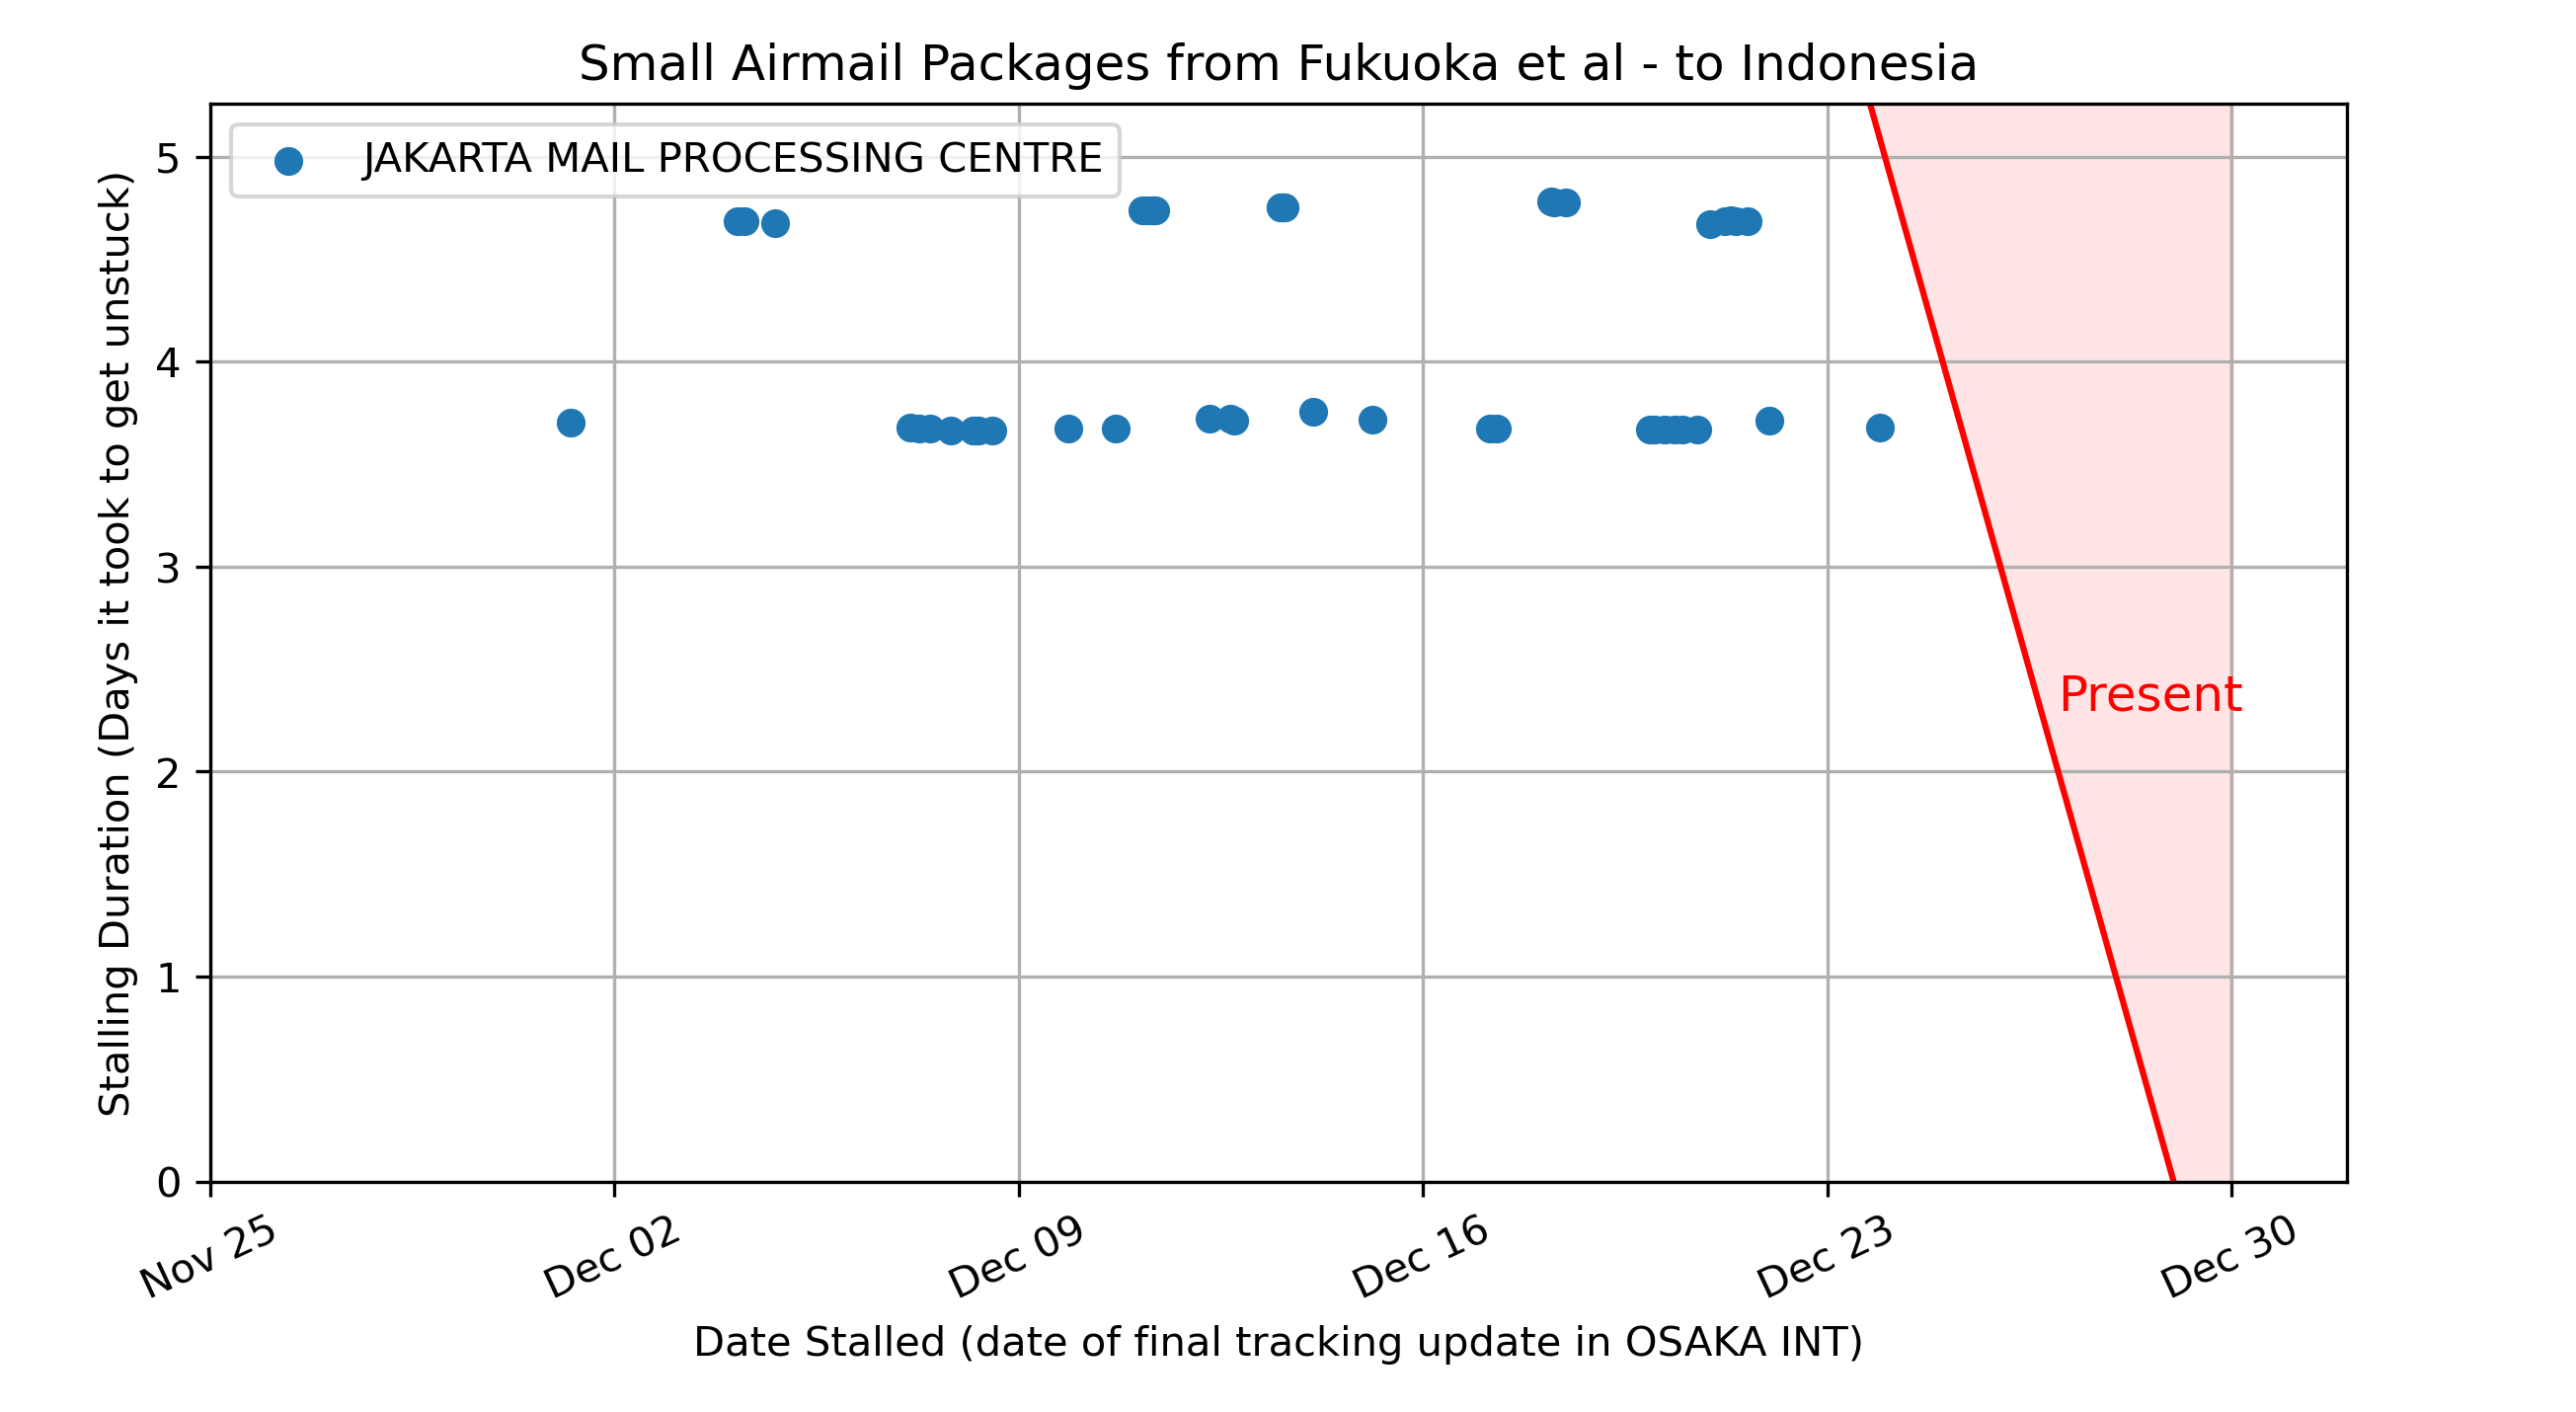 Small Airmail Packages from Fukuoka et al - to Indonesia
JAKARTA MAIL PROCESSING CENTRE
Stalling Duration (Days it took to get unstuck)
5
4
3
2
1
0
Present
Nov 25
Dec 02
Dec 09
Dec 16
Dec 23
Dec 30
Date Stalled (date of final tracking update in OSAKA INT)